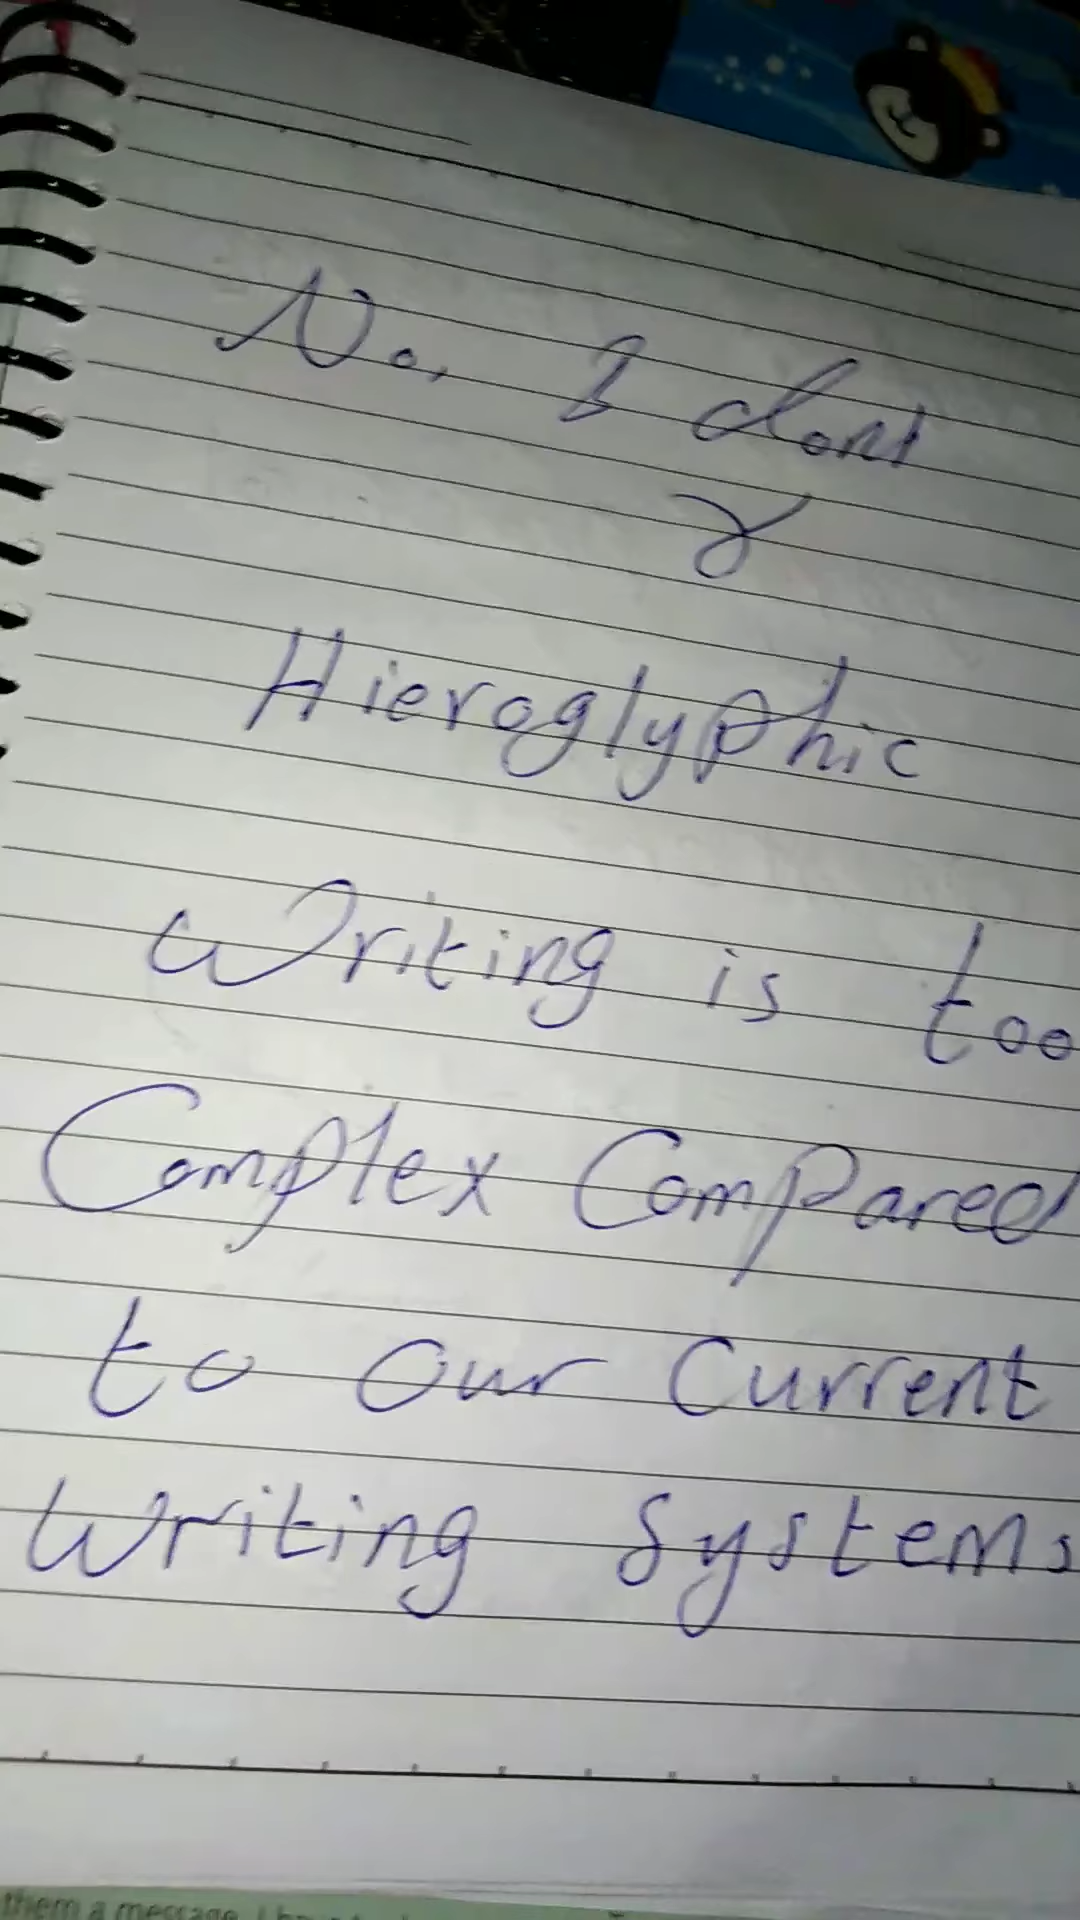 No, I dont
Hieroglyphic
Writing is too
Complex Compared
to our Current
Writing Systems
them a message, I